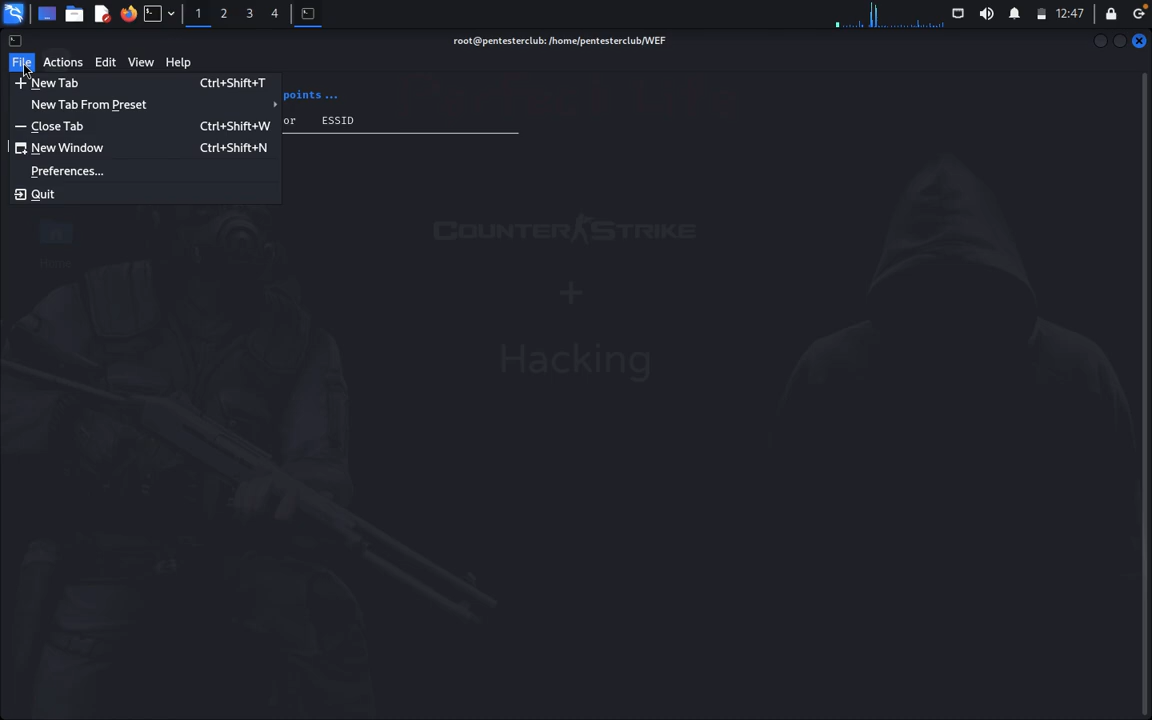 1 2 3 4 12:47
root@pentesterclub: /home/pentesterclub/WEF
File Actions Edit View Help
New Tab Ctrl+Shift+T
points ...
New Tab From Preset
or ESSID
Close Tab Ctrl+Shift+W
New Window Ctrl+Shift+N
Preferences...
Quit
COUNTER STRIKE
Home
+
Hacking